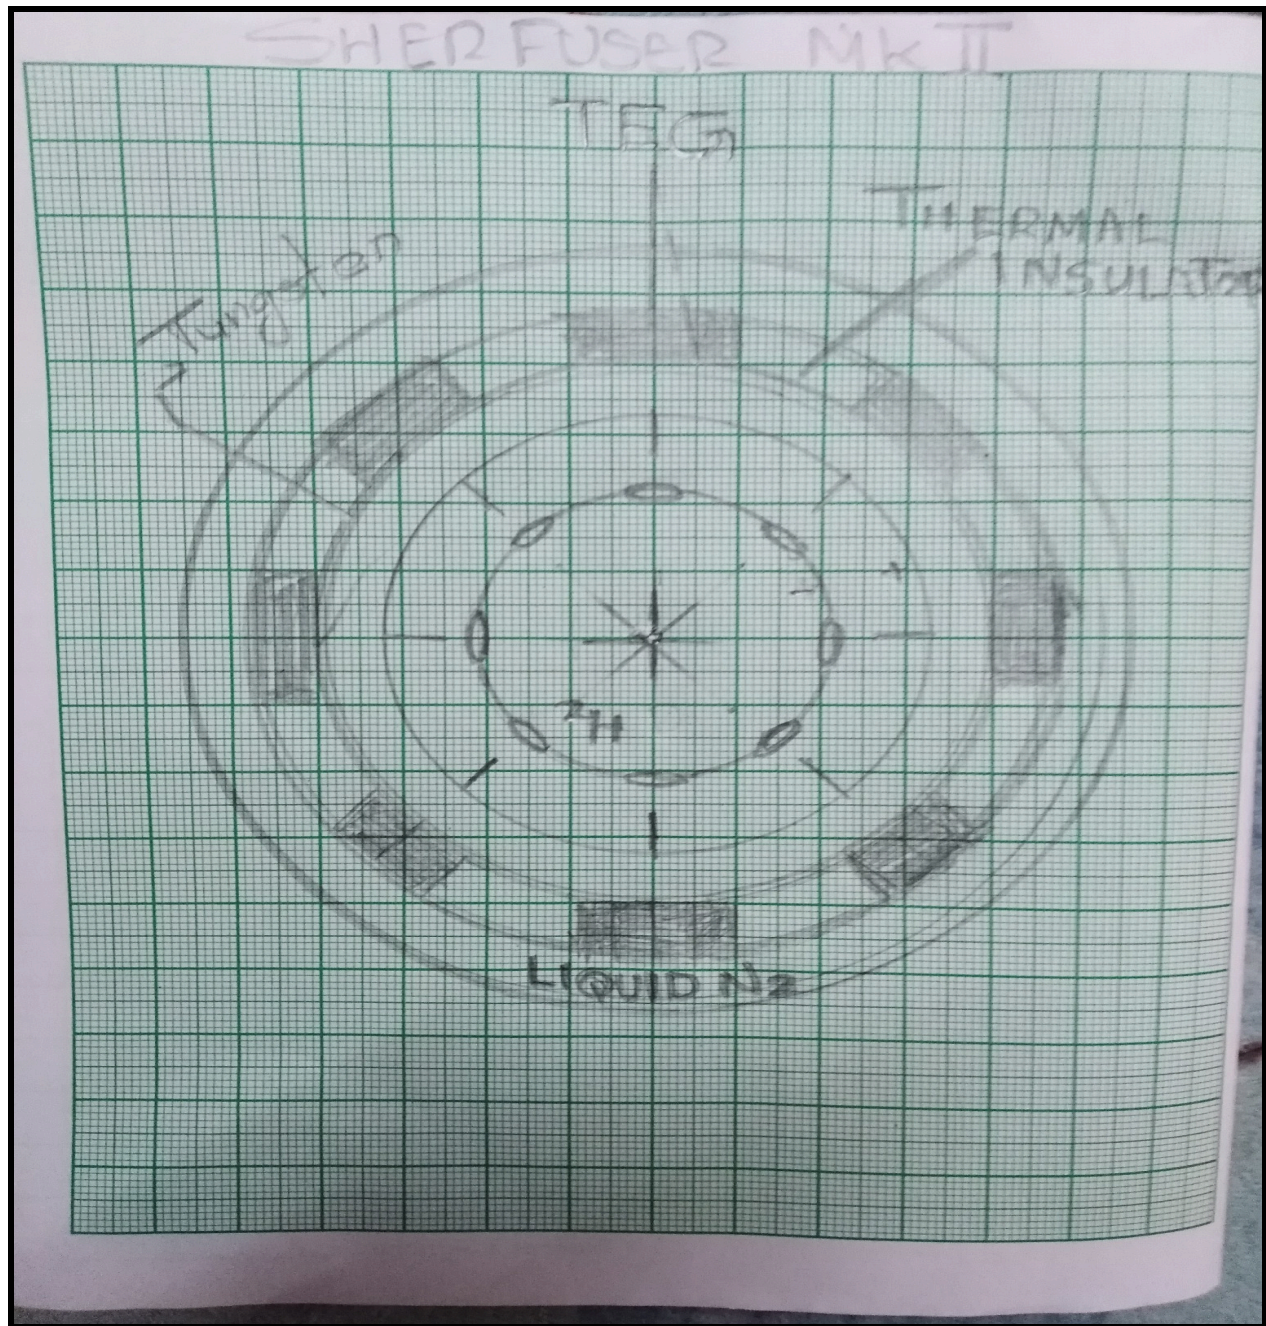 SHERFUSER MK II
TEG
THERMAL
INSULATOR
Tungsten
+
-
²H
LIQUID N₂